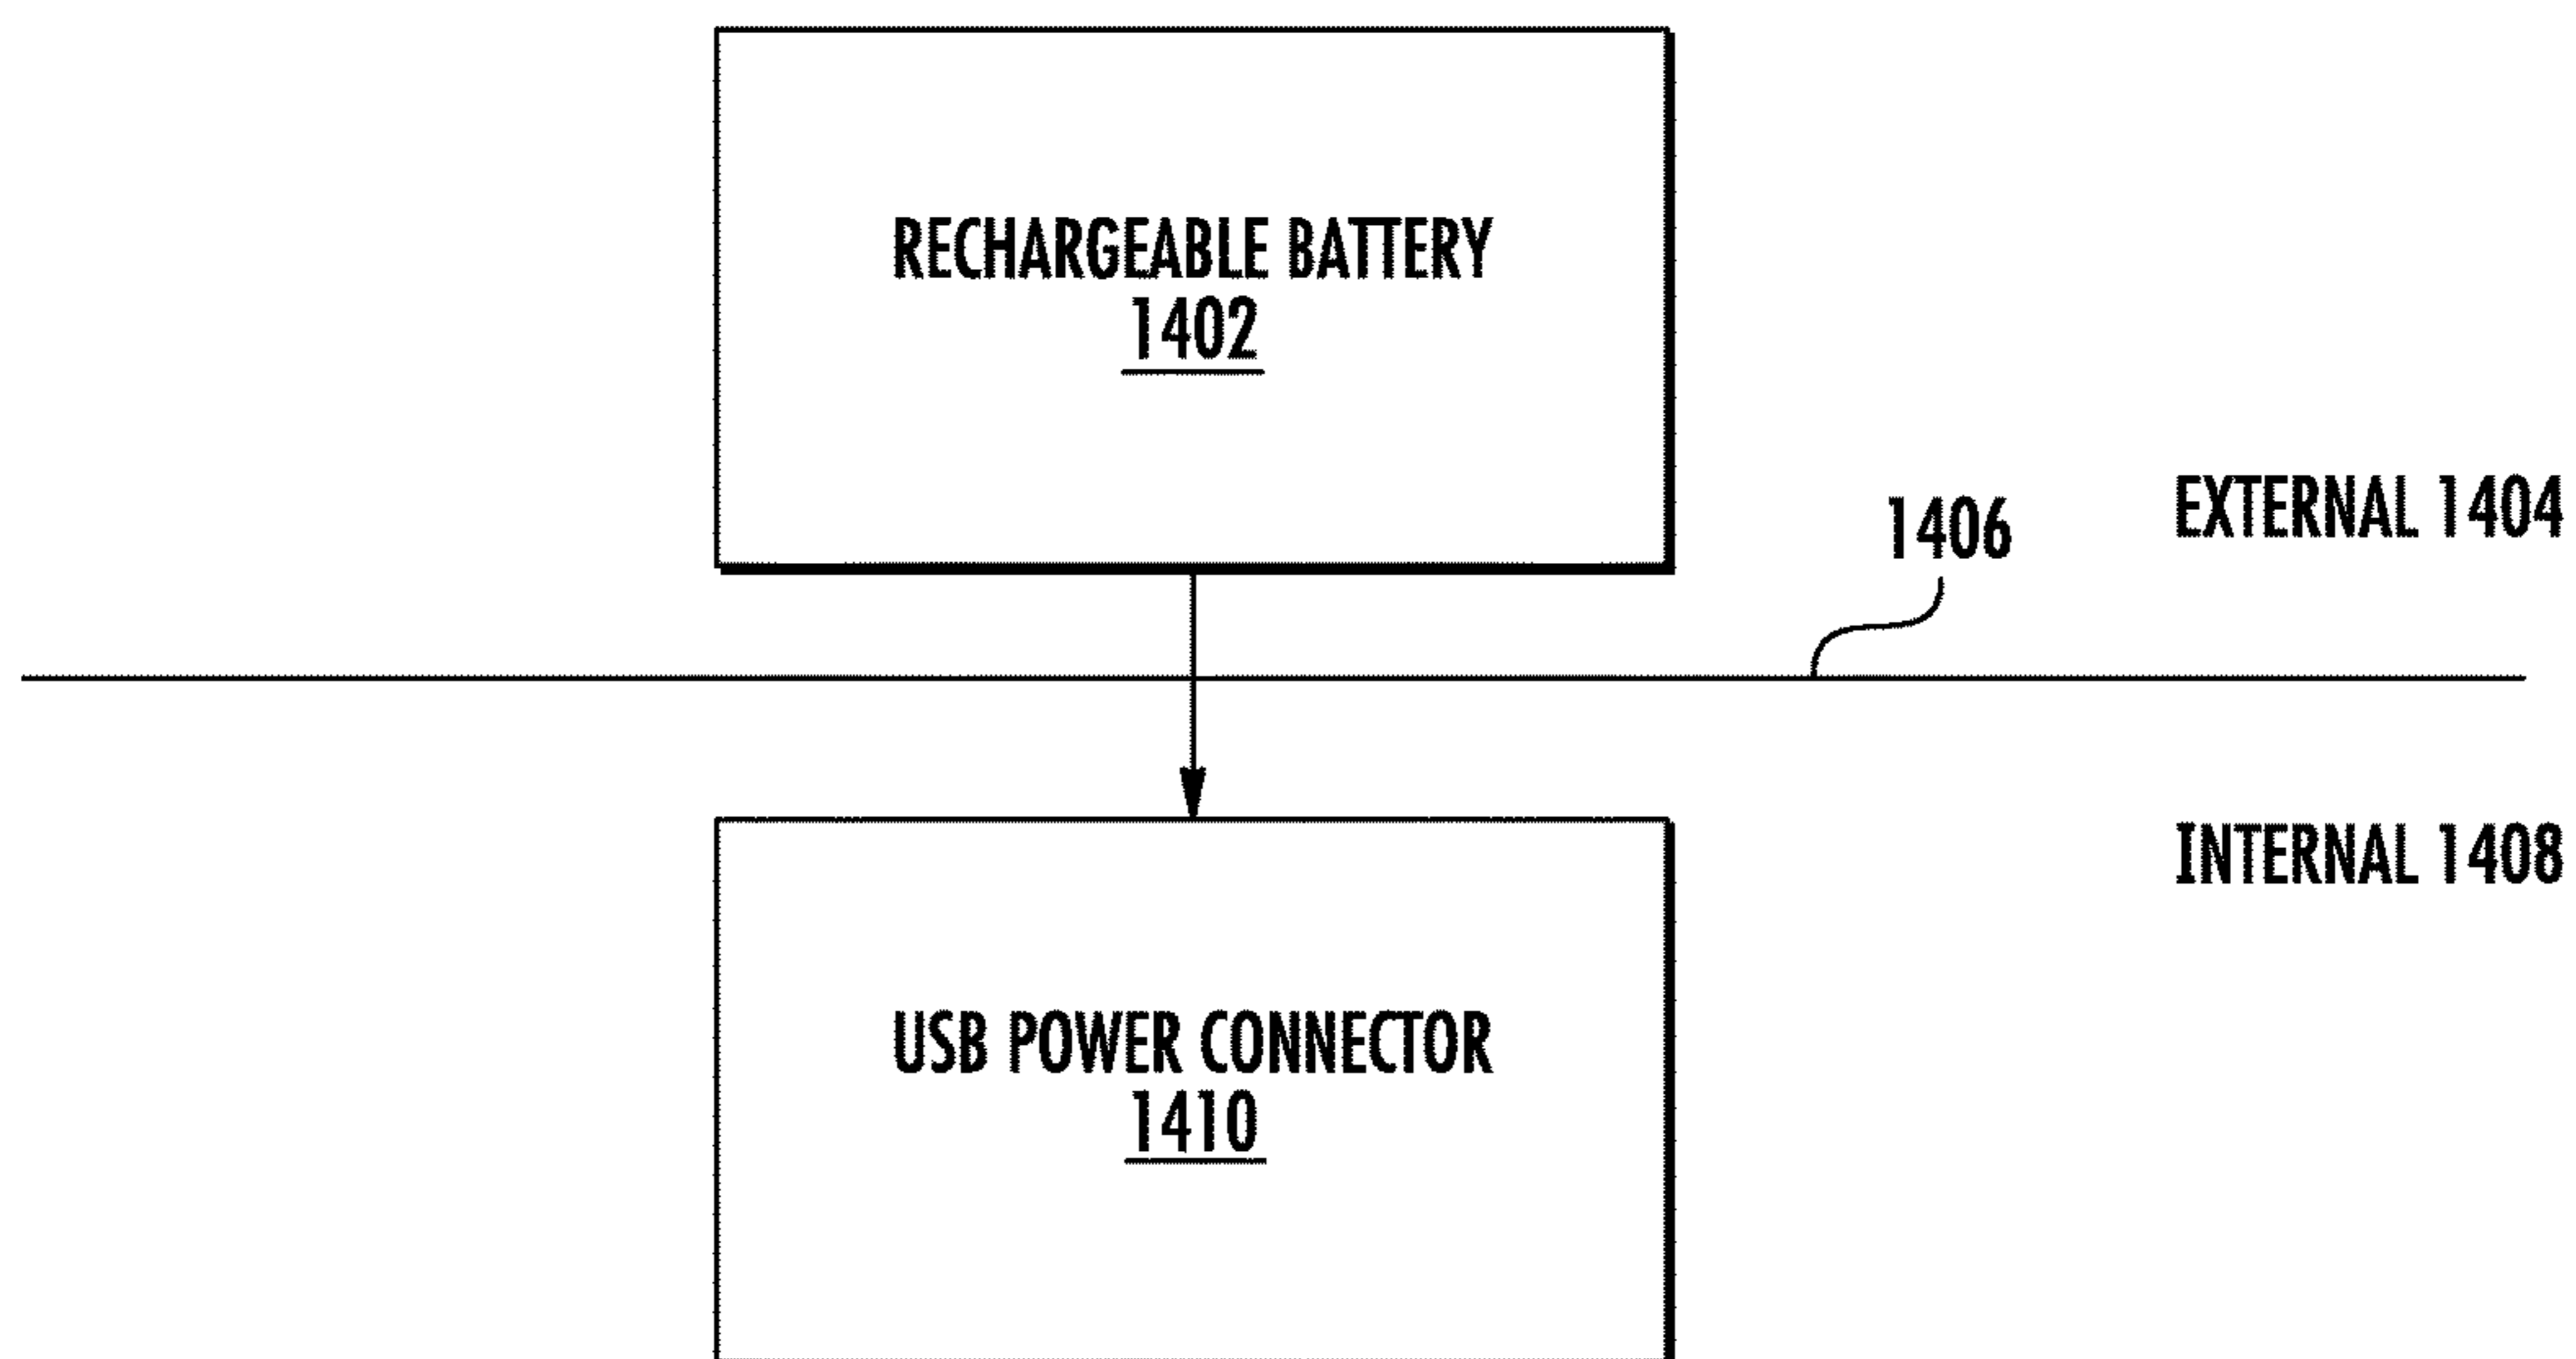 RECHARGEABLE BATTERY
1402
1406
EXTERNAL 1404
INTERNAL 1408
USB POWER CONNECTOR
1410